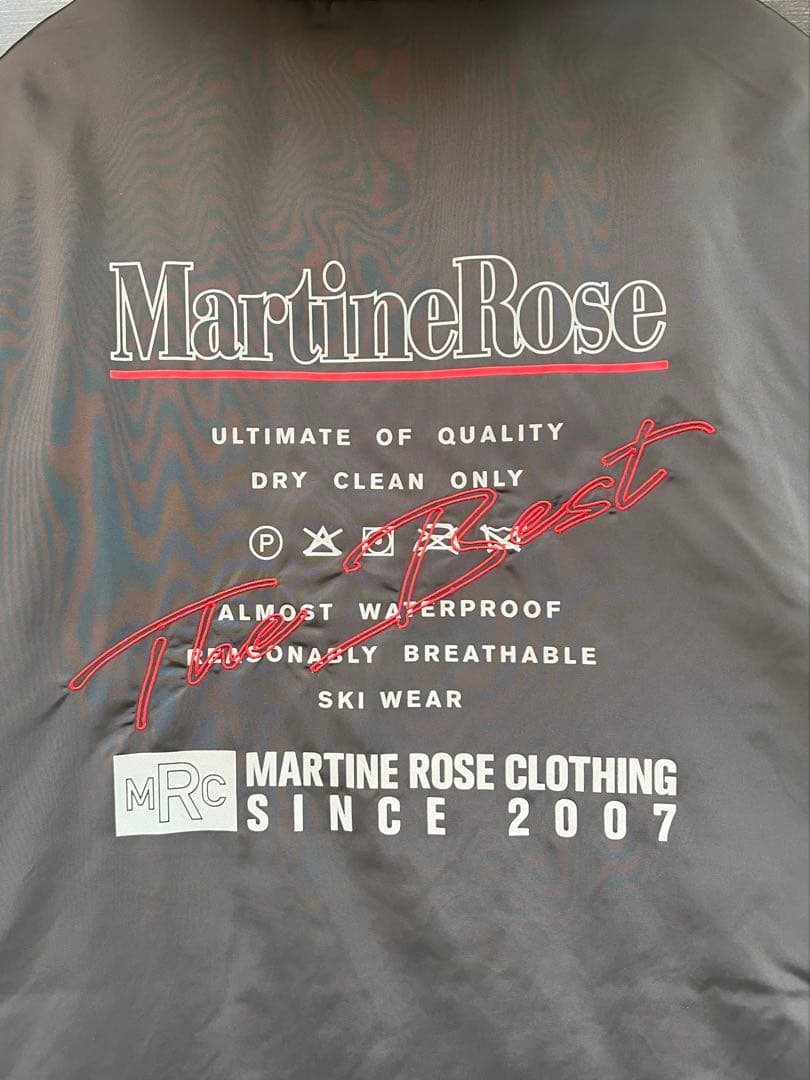 MartineRose
ULTIMATE OF QUALITY
DRY CLEAN ONLY
P
The Best
ALMOST WATERPROOF
REASONABLY BREATHABLE
SKI WEAR
MRC
MARTINE ROSE CLOTHING
SINCE 2007